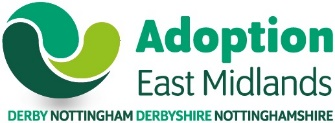 Adoption
East Midlands
DERBY NOTTINGHAM DERBYSHIRE NOTTINGHAMSHIRE